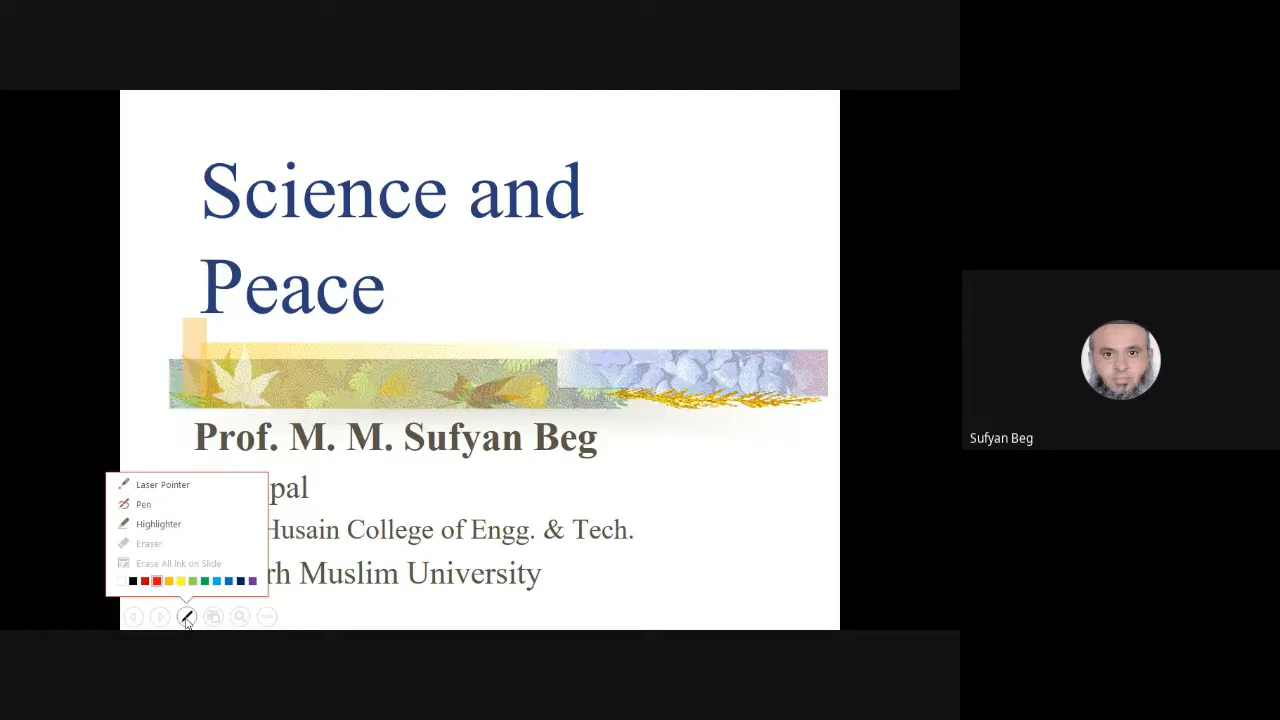 Science and
Peace
Prof. M. M. Sufyan Beg
pal
Husain College of Engg. & Tech.
rh Muslim University
Laser Pointer
Pen
Highlighter
Eraser
Erase All Ink on Slide
Sufyan Beg